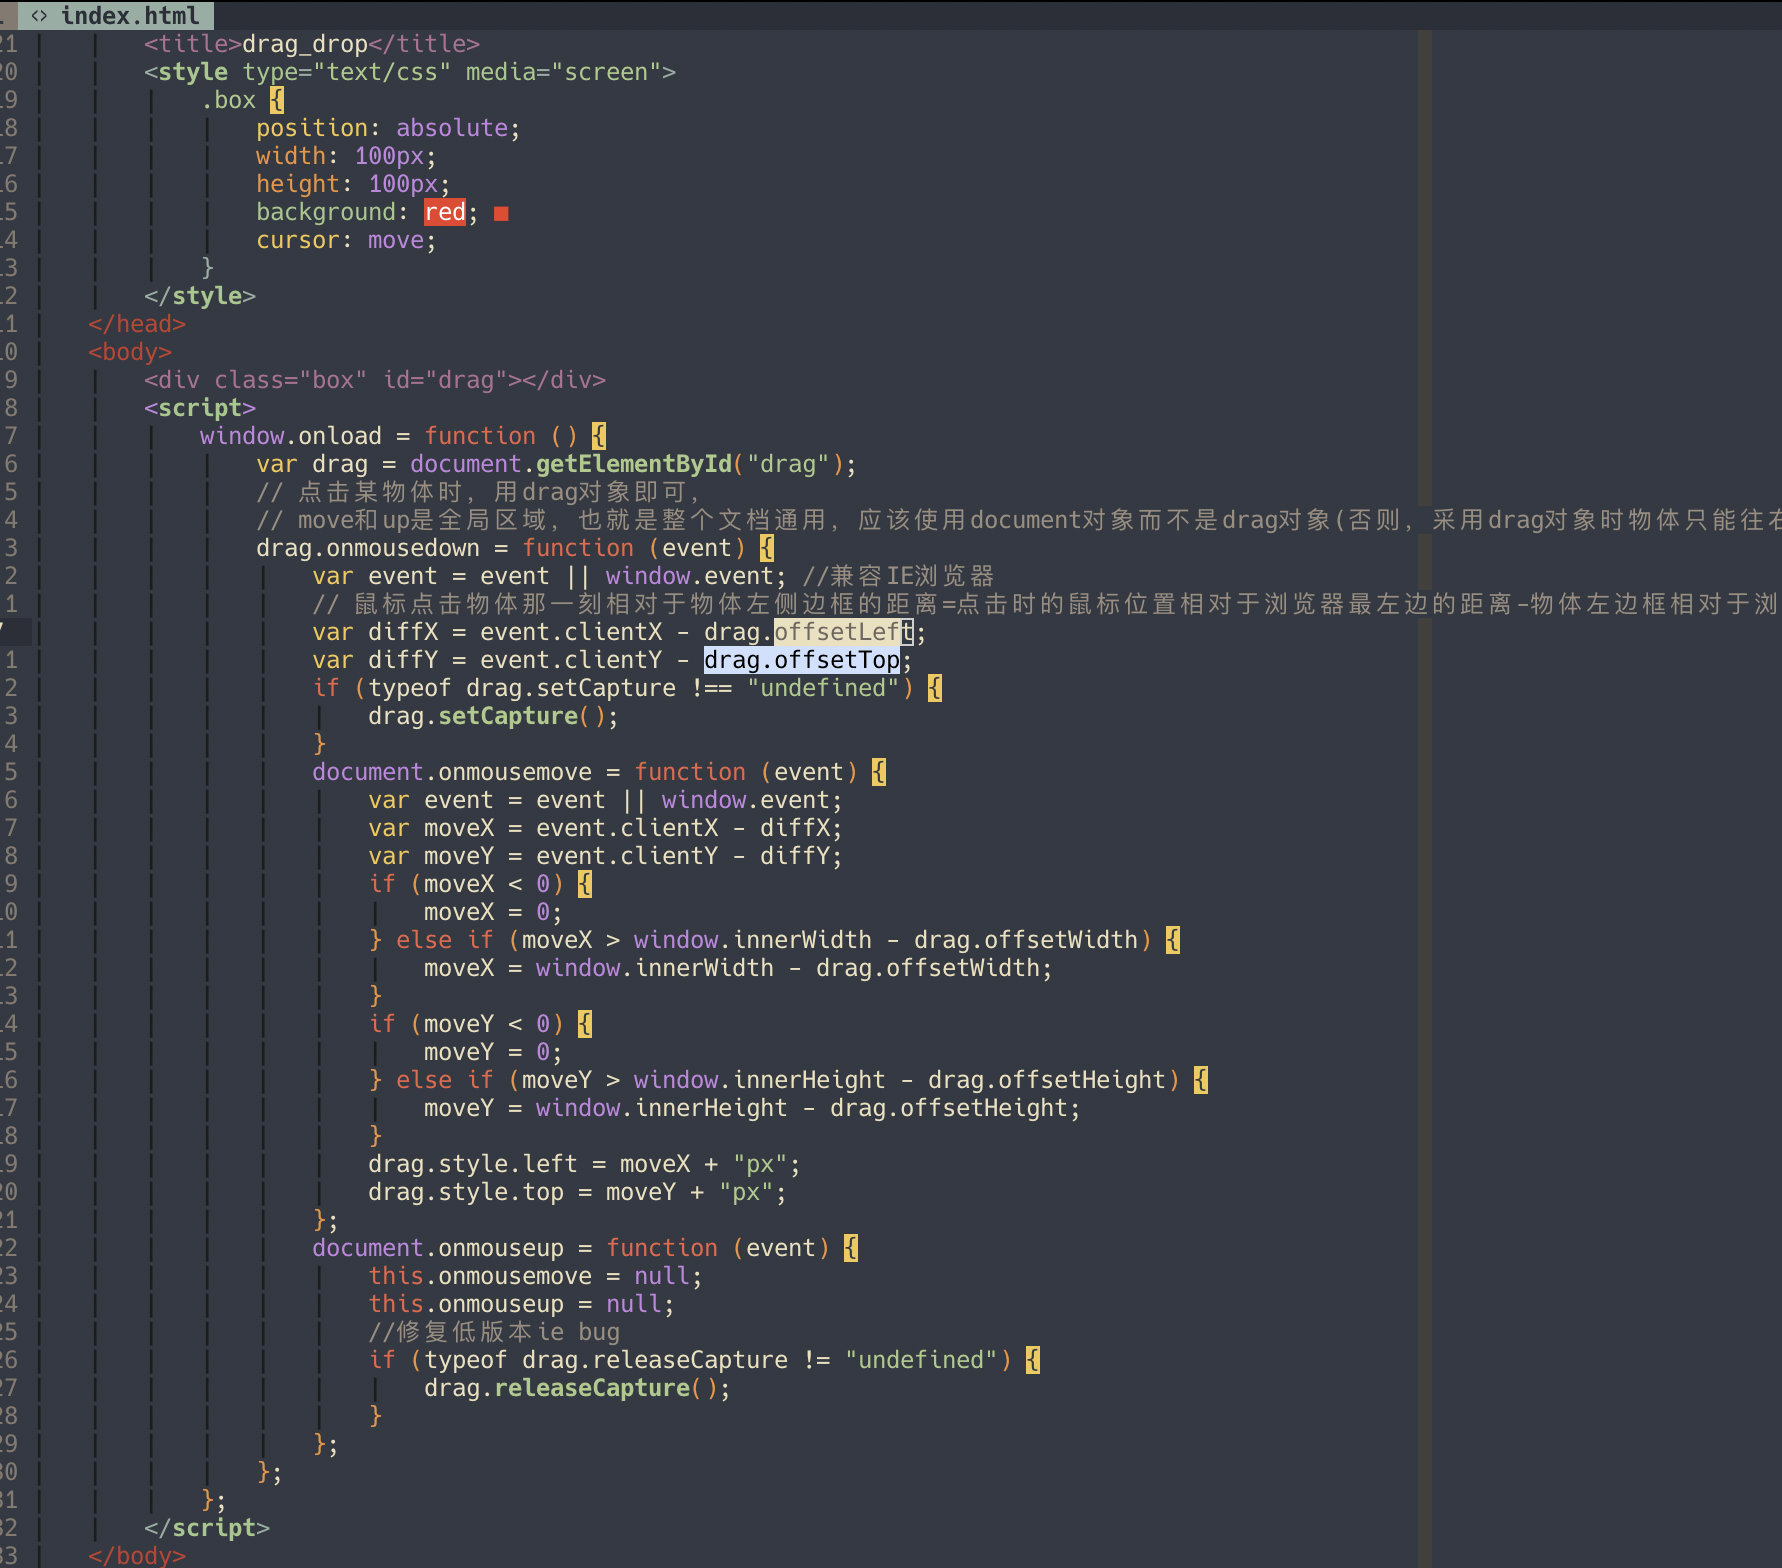 <> index.html
21 <title>drag_drop</title>
20 <style type="text/css" media="screen">
19 .box {
18 position: absolute;
17 width: 100px;
16 height: 100px;
15 background: red; ■
14 cursor: move;
13 }
12 </style>
11 </head>
10 <body>
9 <div class="box" id="drag"></div>
8 <script>
7 window.onload = function () {
6 var drag = document.getElementById("drag");
5 // 点击某物体时，用drag对象即可，
4 // move和up是全局区域，也就是整个文档通用，应该使用document对象而不是drag对象(否则，采用drag对象时物体只能往右
3 drag.onmousedown = function (event) {
2 var event = event || window.event; //兼容IE浏览器
1 // 鼠标点击物体那一刻相对于物体左侧边框的距离=点击时的鼠标位置相对于浏览器最左边的距离-物体左边框相对于浏
var diffX = event.clientX - drag.offsetLeft;
1 var diffY = event.clientY - drag.offsetTop;
2 if (typeof drag.setCapture !== "undefined") {
3 drag.setCapture();
4 }
5 document.onmousemove = function (event) {
6 var event = event || window.event;
7 var moveX = event.clientX - diffX;
8 var moveY = event.clientY - diffY;
9 if (moveX < 0) {
10 moveX = 0;
11 } else if (moveX > window.innerWidth - drag.offsetWidth) {
12 moveX = window.innerWidth - drag.offsetWidth;
13 }
14 if (moveY < 0) {
15 moveY = 0;
16 } else if (moveY > window.innerHeight - drag.offsetHeight) {
17 moveY = window.innerHeight - drag.offsetHeight;
18 }
19 drag.style.left = moveX + "px";
20 drag.style.top = moveY + "px";
21 };
22 document.onmouseup = function (event) {
23 this.onmousemove = null;
24 this.onmouseup = null;
25 //修复低版本ie bug
26 if (typeof drag.releaseCapture != "undefined") {
27 drag.releaseCapture();
28 }
29 };
30 };
31 };
32 </script>
33 </body>